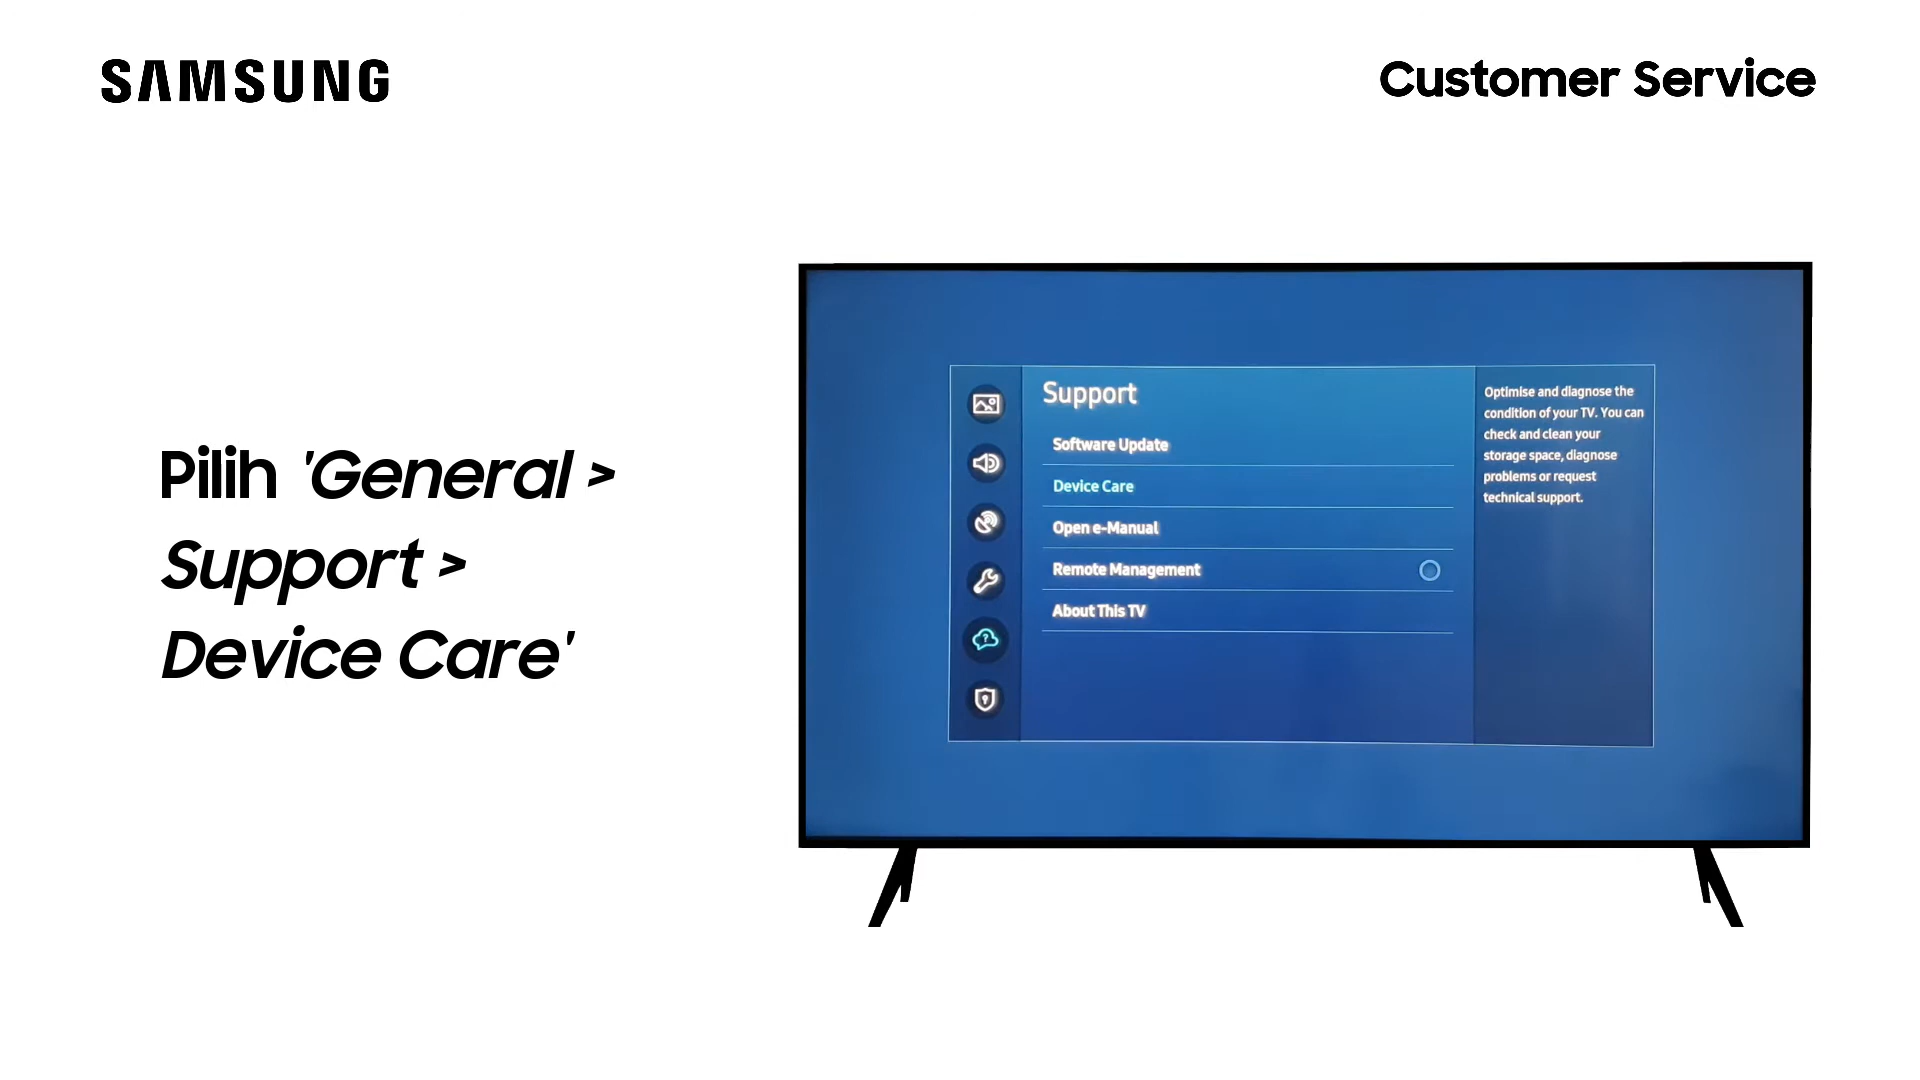 SAMSUNG
Customer Service
Pilih 'General >
Support >
Device Care'
Support
Software Update
Device Care
Open e-Manual
Remote Management
About This TV
Optimise and diagnose the
condition of your TV. You can
check and clean your
storage space, diagnose
problems or request
technical support.